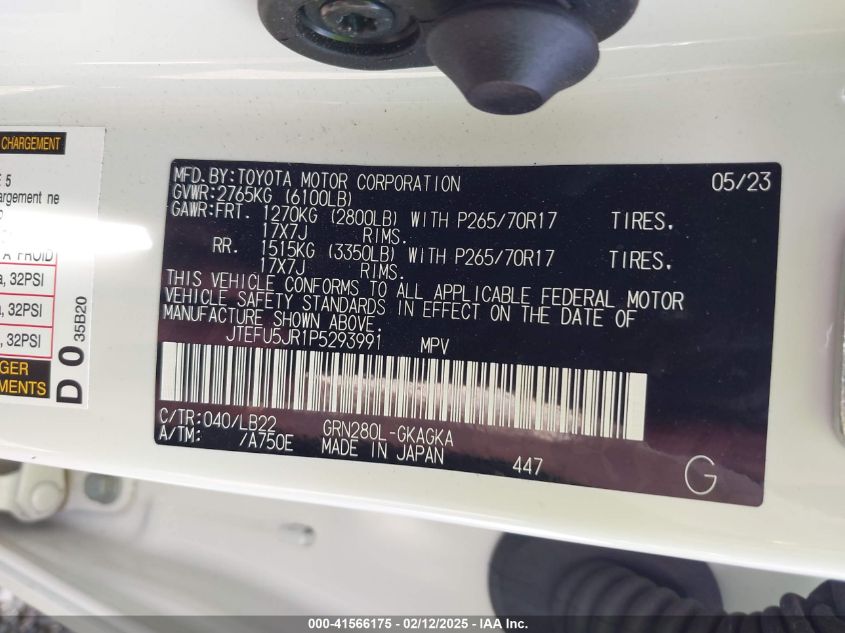 CHARGEMENT
E 5
argement ne
A FROID
a, 32PSI
a, 32PSI
, 32PSI
GER
MENTS
D 0 35B20
MFD.BY:TOYOTA MOTOR CORPORATION 05/23
GVWR:2765KG (6100LB)
GAWR:FRT. 1270KG (2800LB) WITH P265/70R17 TIRES.
17X7J RIMS.
RR. 1515KG (3350LB) WITH P265/70R17 TIRES.
17X7J RIMS.
THIS VEHICLE CONFORMS TO ALL APPLICABLE FEDERAL MOTOR
VEHICLE SAFETY STANDARDS IN EFFECT ON THE DATE OF
MANUFACTURE SHOWN ABOVE.
JTEFU5JR1P5293991 MPV
C/TR:040/LB22 GRN280L-GKAGKA
A/TM: /A750E MADE IN JAPAN 447
G
000-41566175 - 02/12/2025 - IAA Inc.